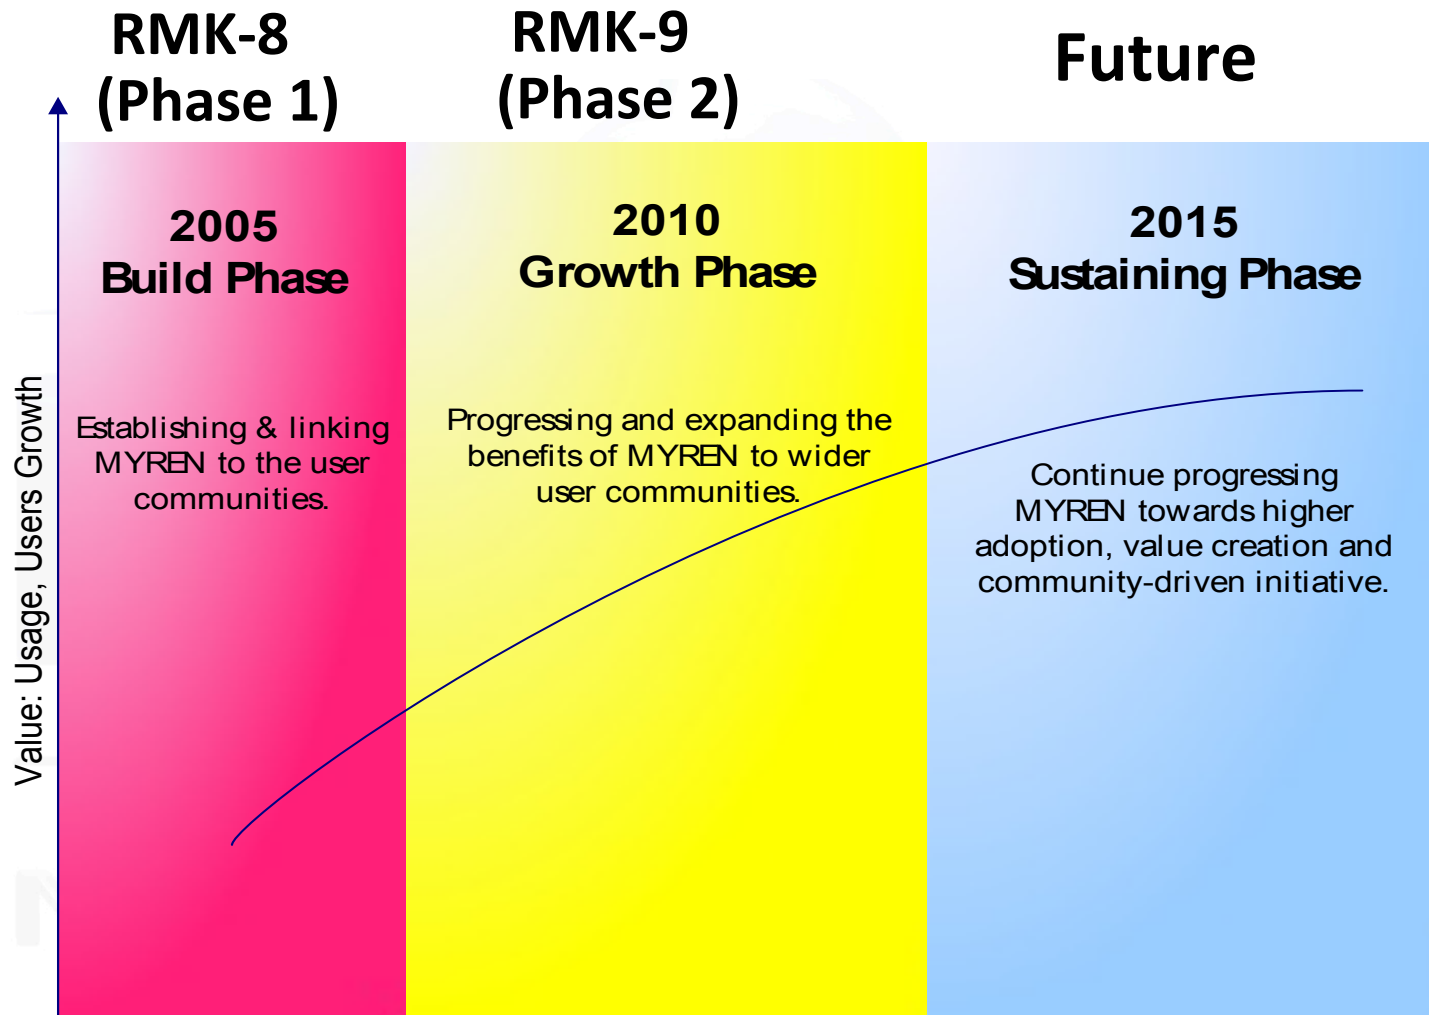 RMK-8
(Phase 1)
RMK-9
(Phase 2)
Future
2005
Build Phase
2010
Growth Phase
2015
Sustaining Phase
Value: Usage, Users Growth
Establishing & linking
MYREN to the user
communities.
Progressing and expanding the
benefits of MYREN to wider
user communities.
Continue progressing
MYREN towards higher
adoption, value creation and
community-driven initiative.